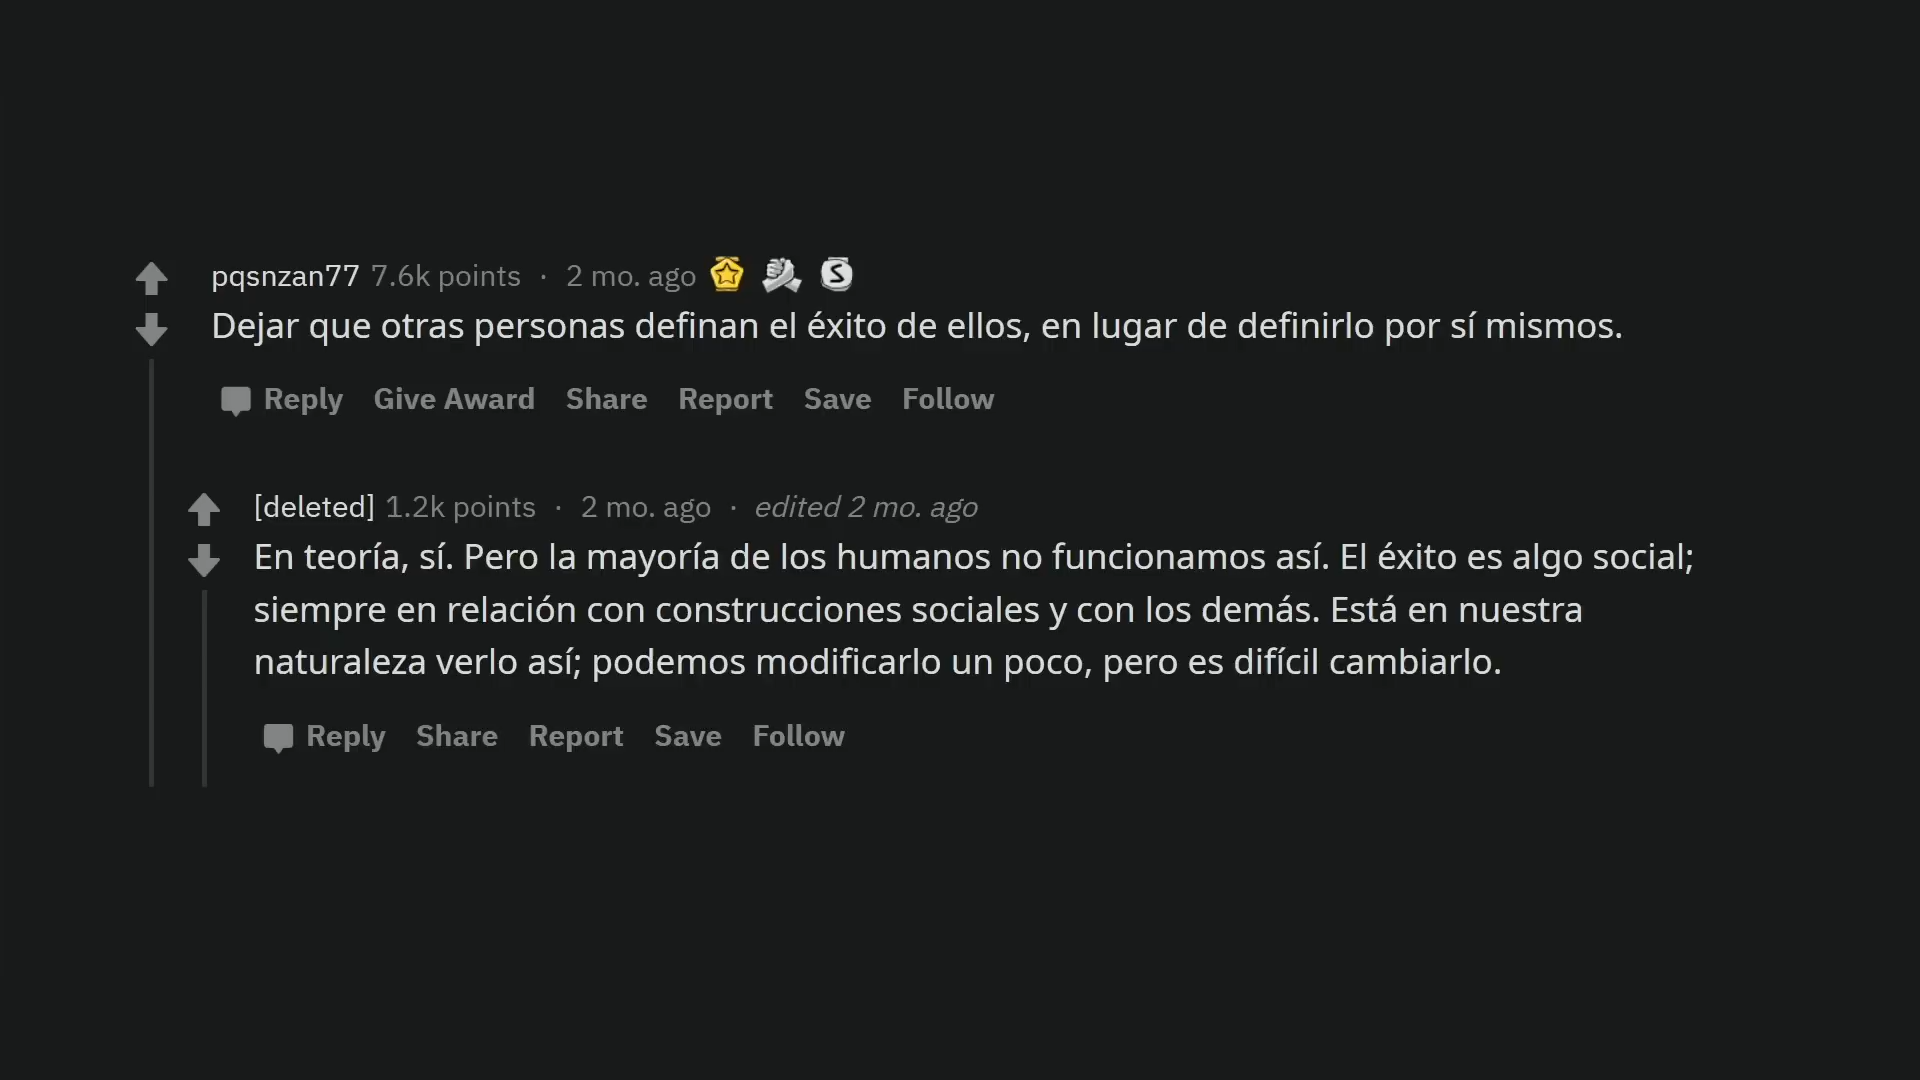 pqsnzan77 7.6k points · 2 mo. ago
Dejar que otras personas definan el éxito de ellos, en lugar de definirlo por sí mismos.
Reply Give Award Share Report Save Follow
[deleted] 1.2k points · 2 mo. ago · edited 2 mo. ago
En teoría, sí. Pero la mayoría de los humanos no funcionamos así. El éxito es algo social;
siempre en relación con construcciones sociales y con los demás. Está en nuestra
naturaleza verlo así; podemos modificarlo un poco, pero es difícil cambiarlo.
Reply Share Report Save Follow